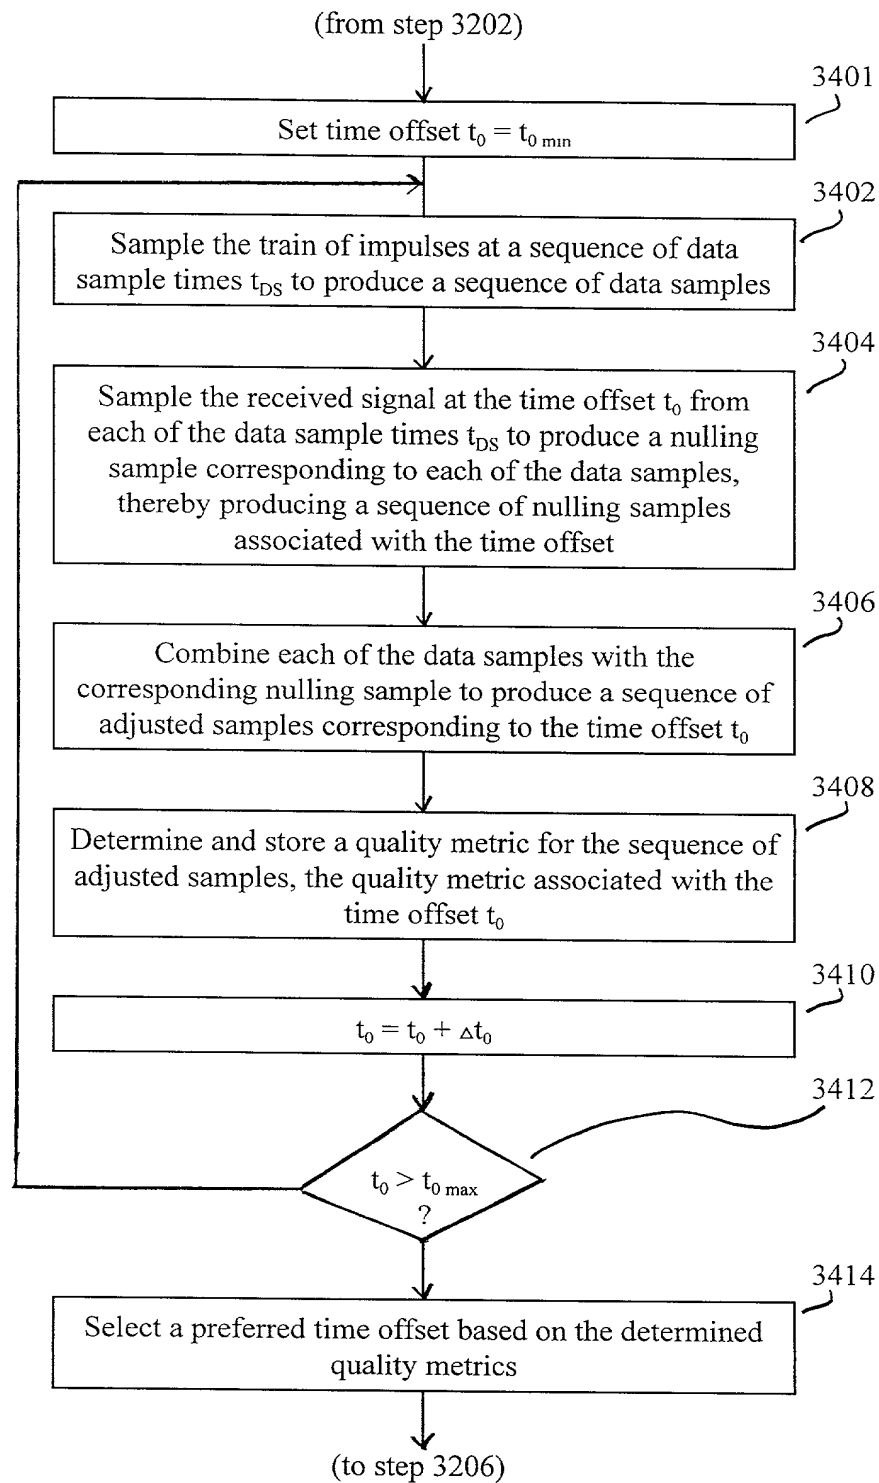 (from step 3202)
3401
Set time offset t₀ = t₀ min
3402
Sample the train of impulses at a sequence of data
sample times tDS to produce a sequence of data samples
3404
Sample the received signal at the time offset t₀ from
each of the data sample times tDS to produce a nulling
sample corresponding to each of the data samples,
thereby producing a sequence of nulling samples
associated with the time offset
3406
Combine each of the data samples with the
corresponding nulling sample to produce a sequence of
adjusted samples corresponding to the time offset t₀
3408
Determine and store a quality metric for the sequence of
adjusted samples, the quality metric associated with the
time offset t₀
3410
t₀ = t₀ + △t₀
3412
t₀ > t₀ max
?
3414
Select a preferred time offset based on the determined
quality metrics
(to step 3206)